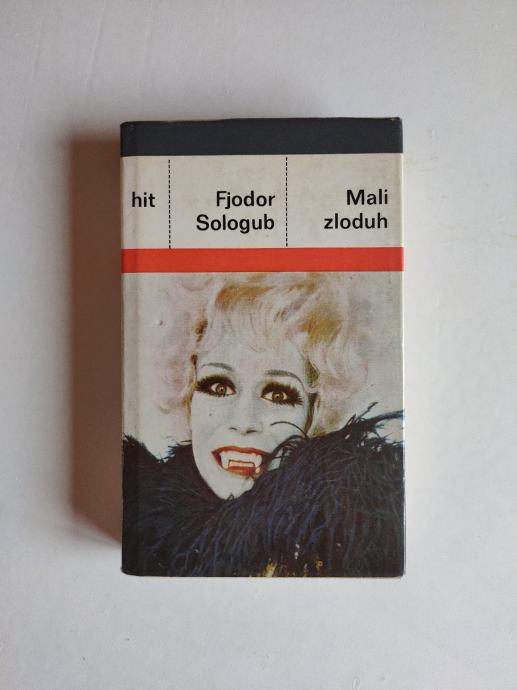 hit
Fjodor
Sologub
Mali
zloduh